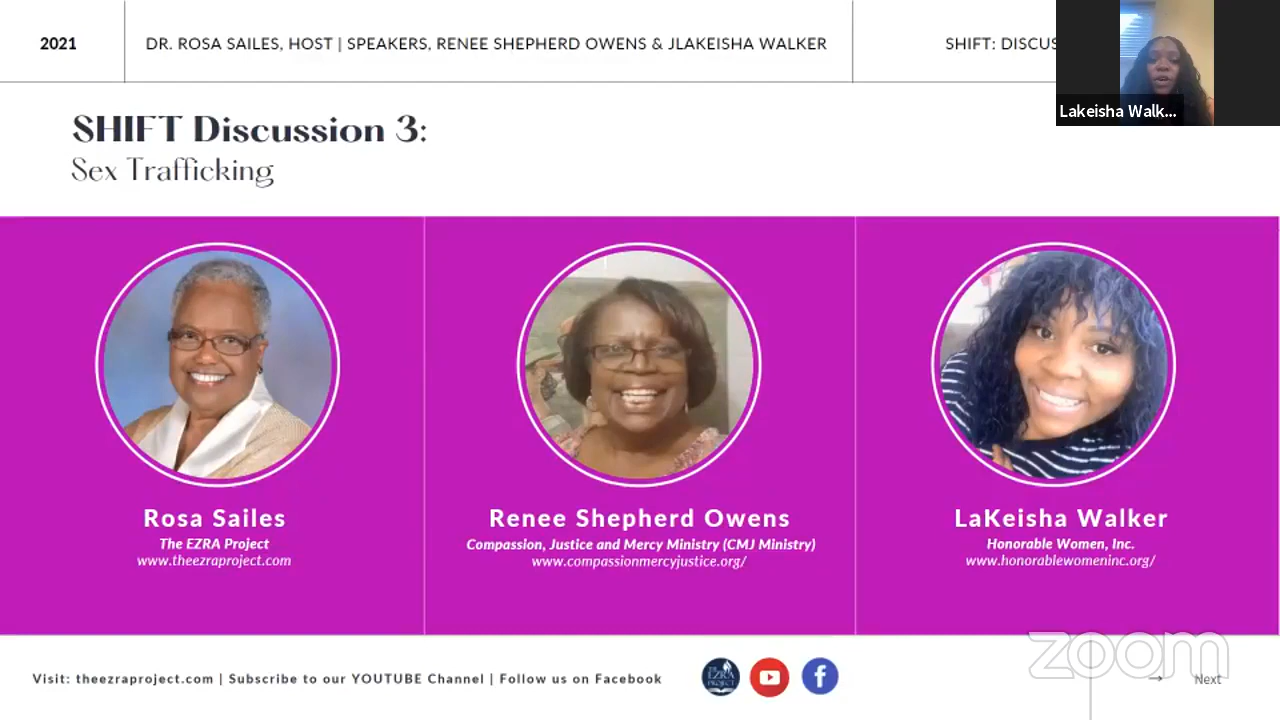 2021
DR. ROSA SAILES, HOST | SPEAKERS, RENEE SHEPHERD OWENS & JLAKEISHA WALKER
SHIFT: DISCUS
Lakeisha Walk...
SHIFT Discussion 3:
Sex Trafficking
Rosa Sailes
The EZRA Project
www.theezraproject.com
Renee Shepherd Owens
Compassion, Justice and Mercy Ministry (CMJ Ministry)
www.compassionmercyjustice.org/
LaKeisha Walker
Honorable Women, Inc.
www.honorablewomeninc.org/
Visit: theezraproject.com | Subscribe to our YOUTUBE Channel | Follow us on Facebook
THE
EZRA
PROJECT
zoom
→ Next